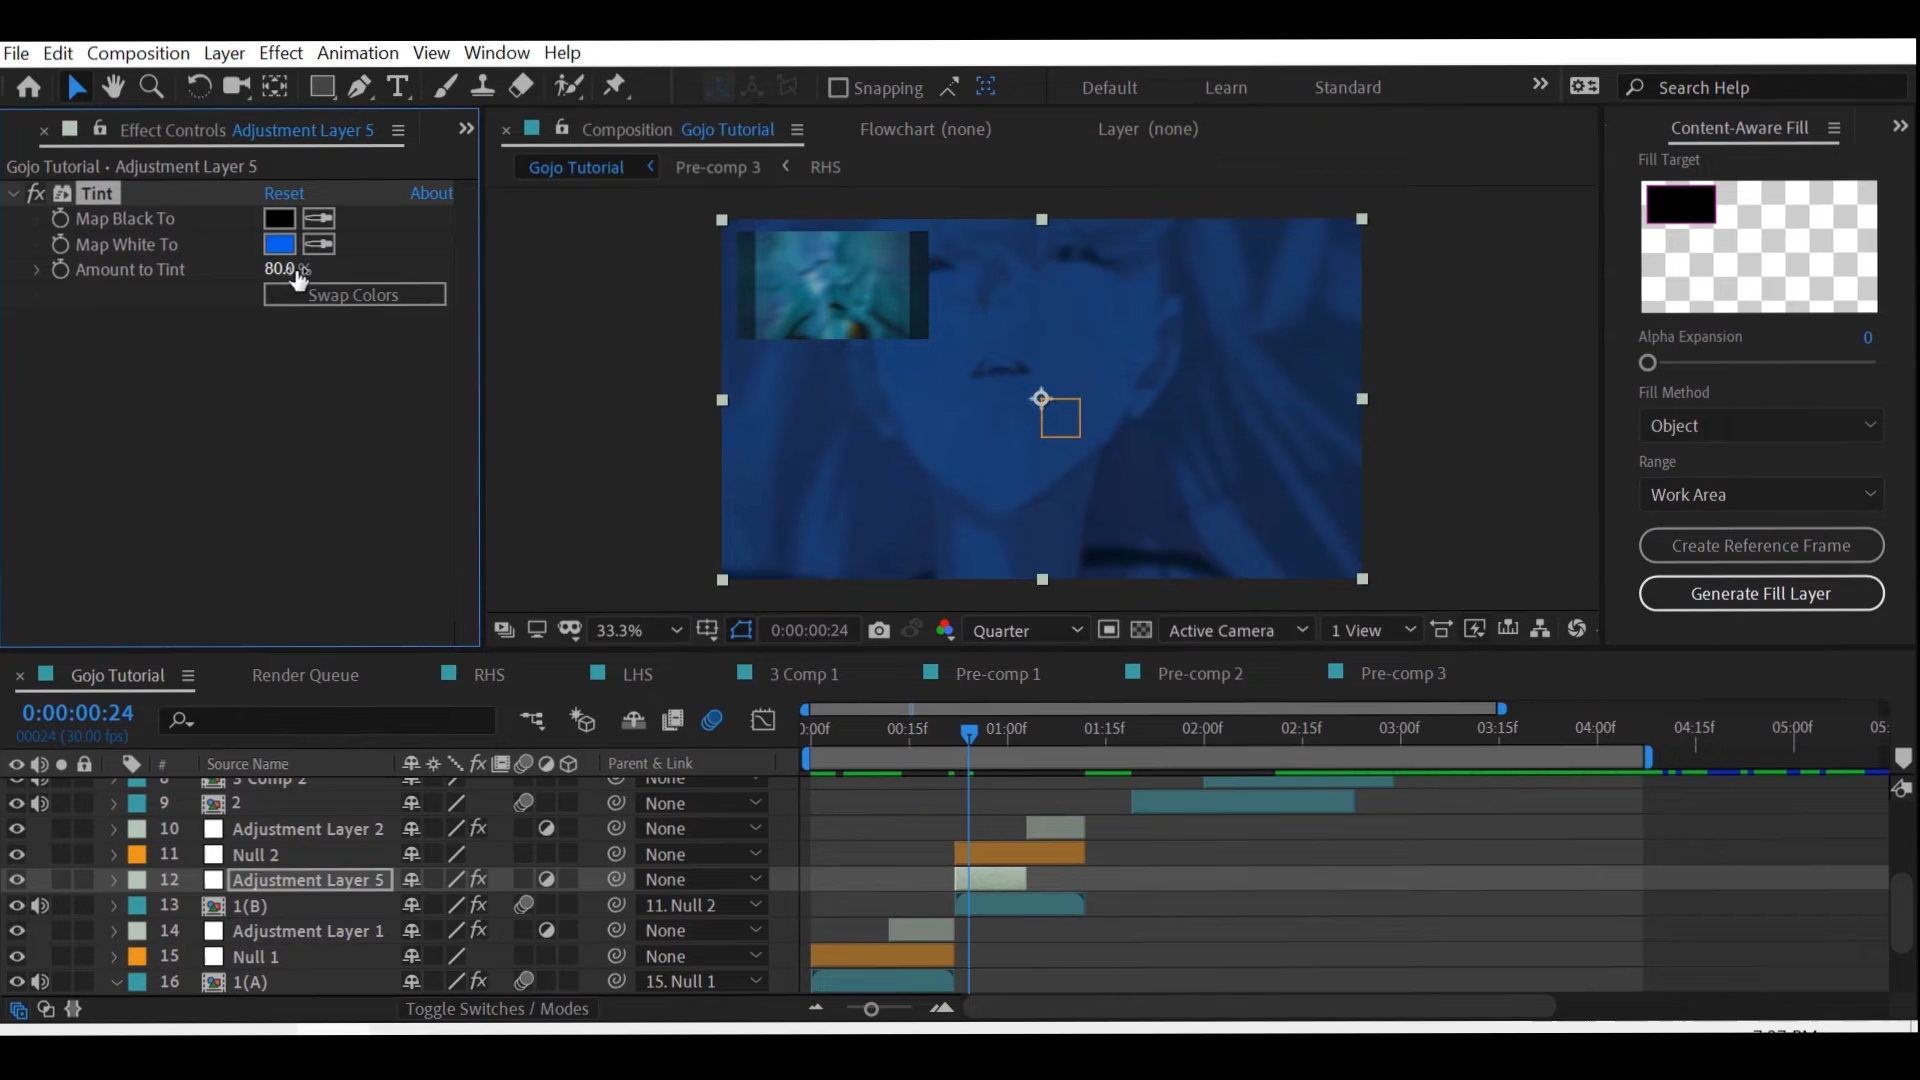 File Edit Composition Layer Effect Animation View Window Help
Snapping Default Learn Standard Search Help
Effect Controls Adjustment Layer 5
Composition Gojo Tutorial Flowchart (none) Layer (none)
Content-Aware Fill
Gojo Tutorial • Adjustment Layer 5
Gojo Tutorial Pre-comp 3 RHS
Fill Target
fx Tint Reset About
Map Black To
Map White To
Amount to Tint 80.0 %
Swap Colors
Alpha Expansion 0
Fill Method
Object
Range
Work Area
Create Reference Frame
Generate Fill Layer
33.3% 0:00:00:24 Quarter Active Camera 1 View
Gojo Tutorial Render Queue RHS LHS 3 Comp 1 Pre-comp 1 Pre-comp 2 Pre-comp 3
0:00:00:24
00024 (30.00 fps)
):00f 00:15f 01:00f 01:15f 02:00f 02:15f 03:00f 03:15f 04:00f 04:15f 05:00f 05:
# Source Name fx Parent & Link
8 3 Comp 2 None
9 2 None
10 Adjustment Layer 2 fx None
11 Null 2 None
12 Adjustment Layer 5 fx None
13 1(B) 11. Null 2
14 Adjustment Layer 1 fx None
15 Null 1 None
16 1(A) fx 15. Null 1
Toggle Switches / Modes